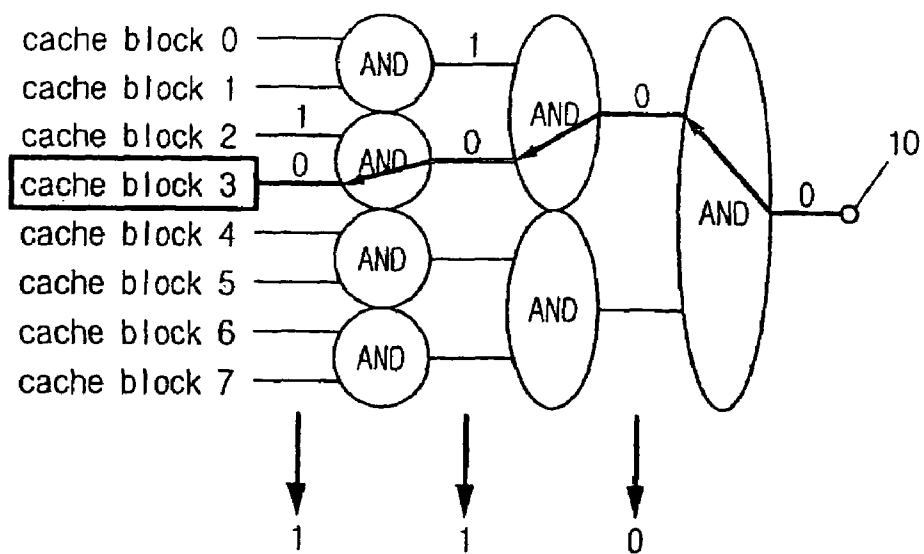 cache block 0
cache block 1
cache block 2
cache block 3
cache block 4
cache block 5
cache block 6
cache block 7
1
0
AND
AND
AND
AND
1
0
AND
AND
0
AND
0
10
1
1
0